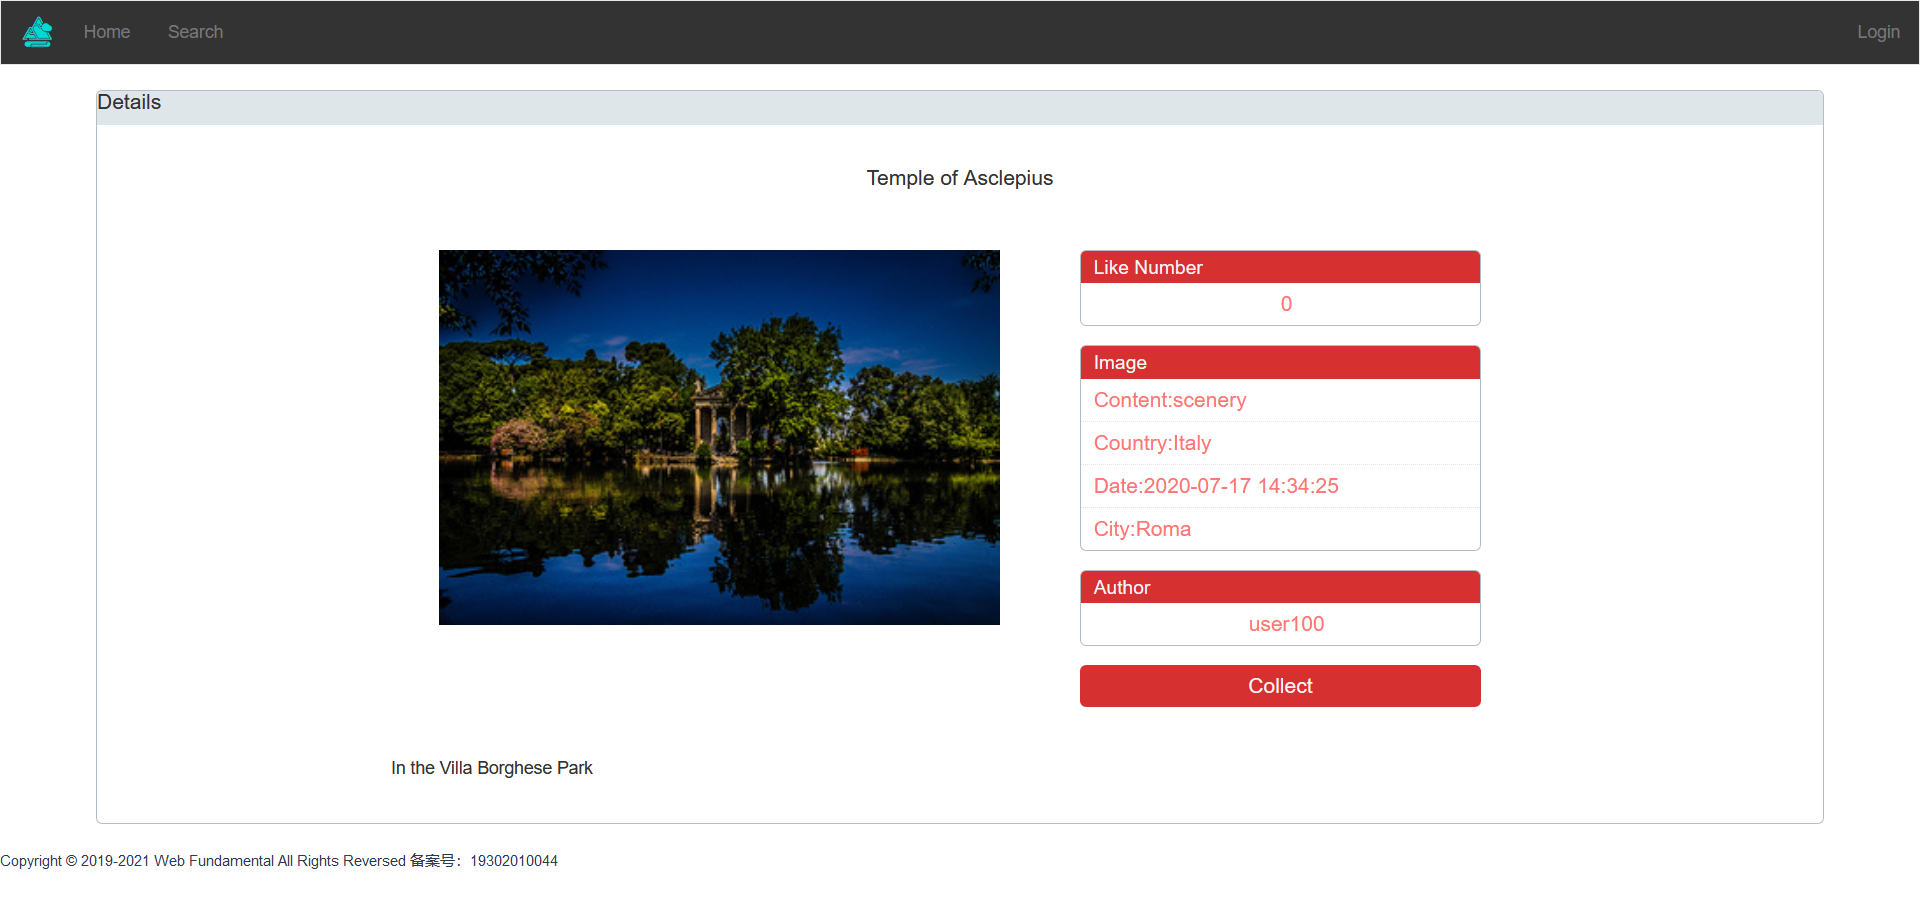 Home
Search
Login
Details
Temple of Asclepius
Like Number
0
Image
Content:scenery
Country:Italy
Date:2020-07-17 14:34:25
City:Roma
Author
user100
Collect
In the Villa Borghese Park
Copyright © 2019-2021 Web Fundamental All Rights Reversed 备案号：19302010044